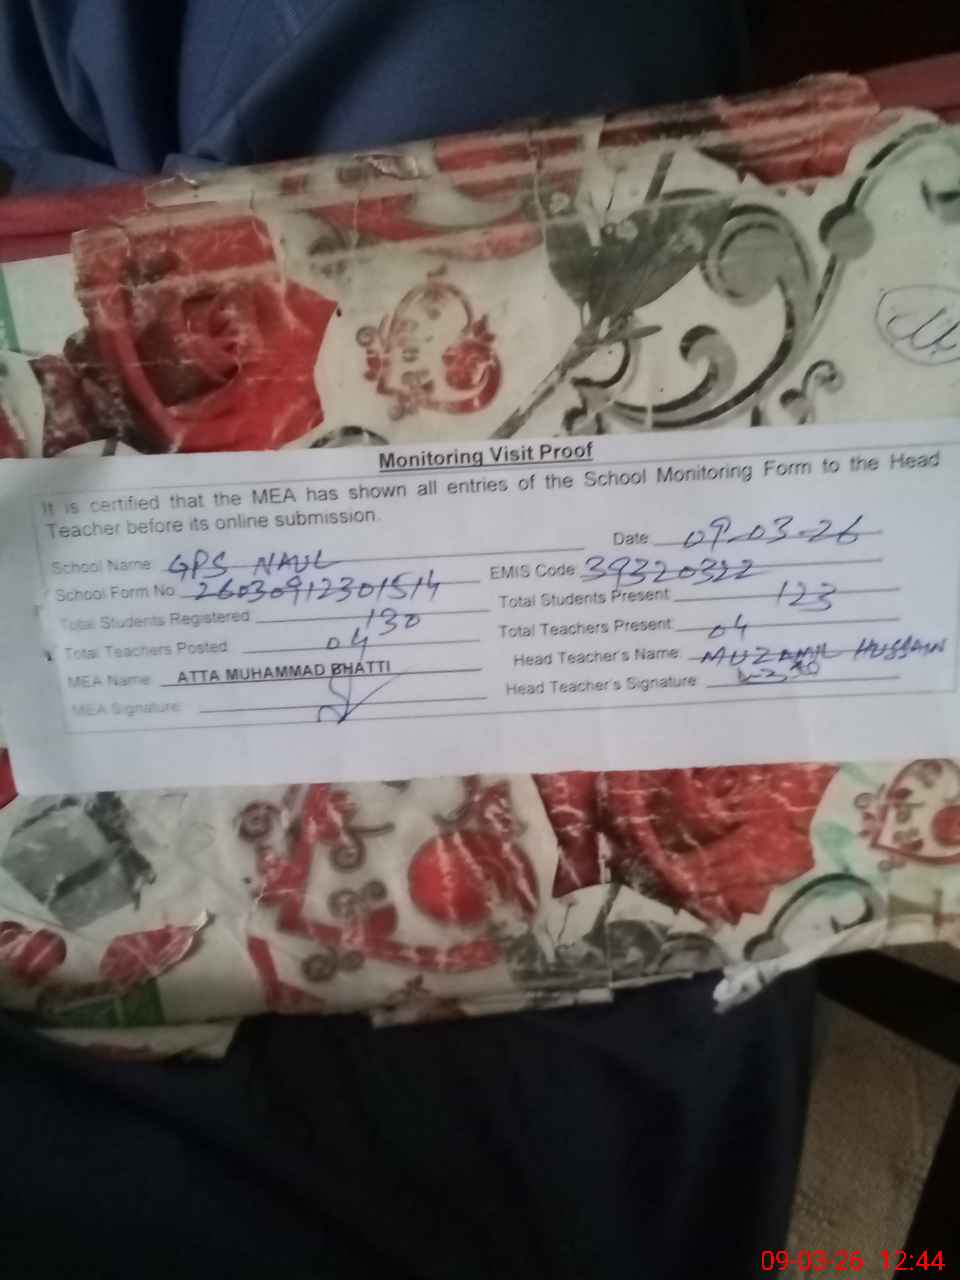 Monitoring Visit Proof
It is certified that the MEA has shown all entries of the School Monitoring Form to the Head
Teacher before its online submission.
Date: 09-03-26
School Name: GPS NAUL
EMIS Code: 39320322
School Form No: 26030912301514
Total Students Present: 123
Total Students Registered: 130
Total Teachers Present: 04
Total Teachers Posted: 04
Head Teacher's Name: MUZAMIL HUSSAIN
MEA Name: ATTA MUHAMMAD BHATTI
Head Teacher's Signature:
MEA Signature:
09-03-26 12:44